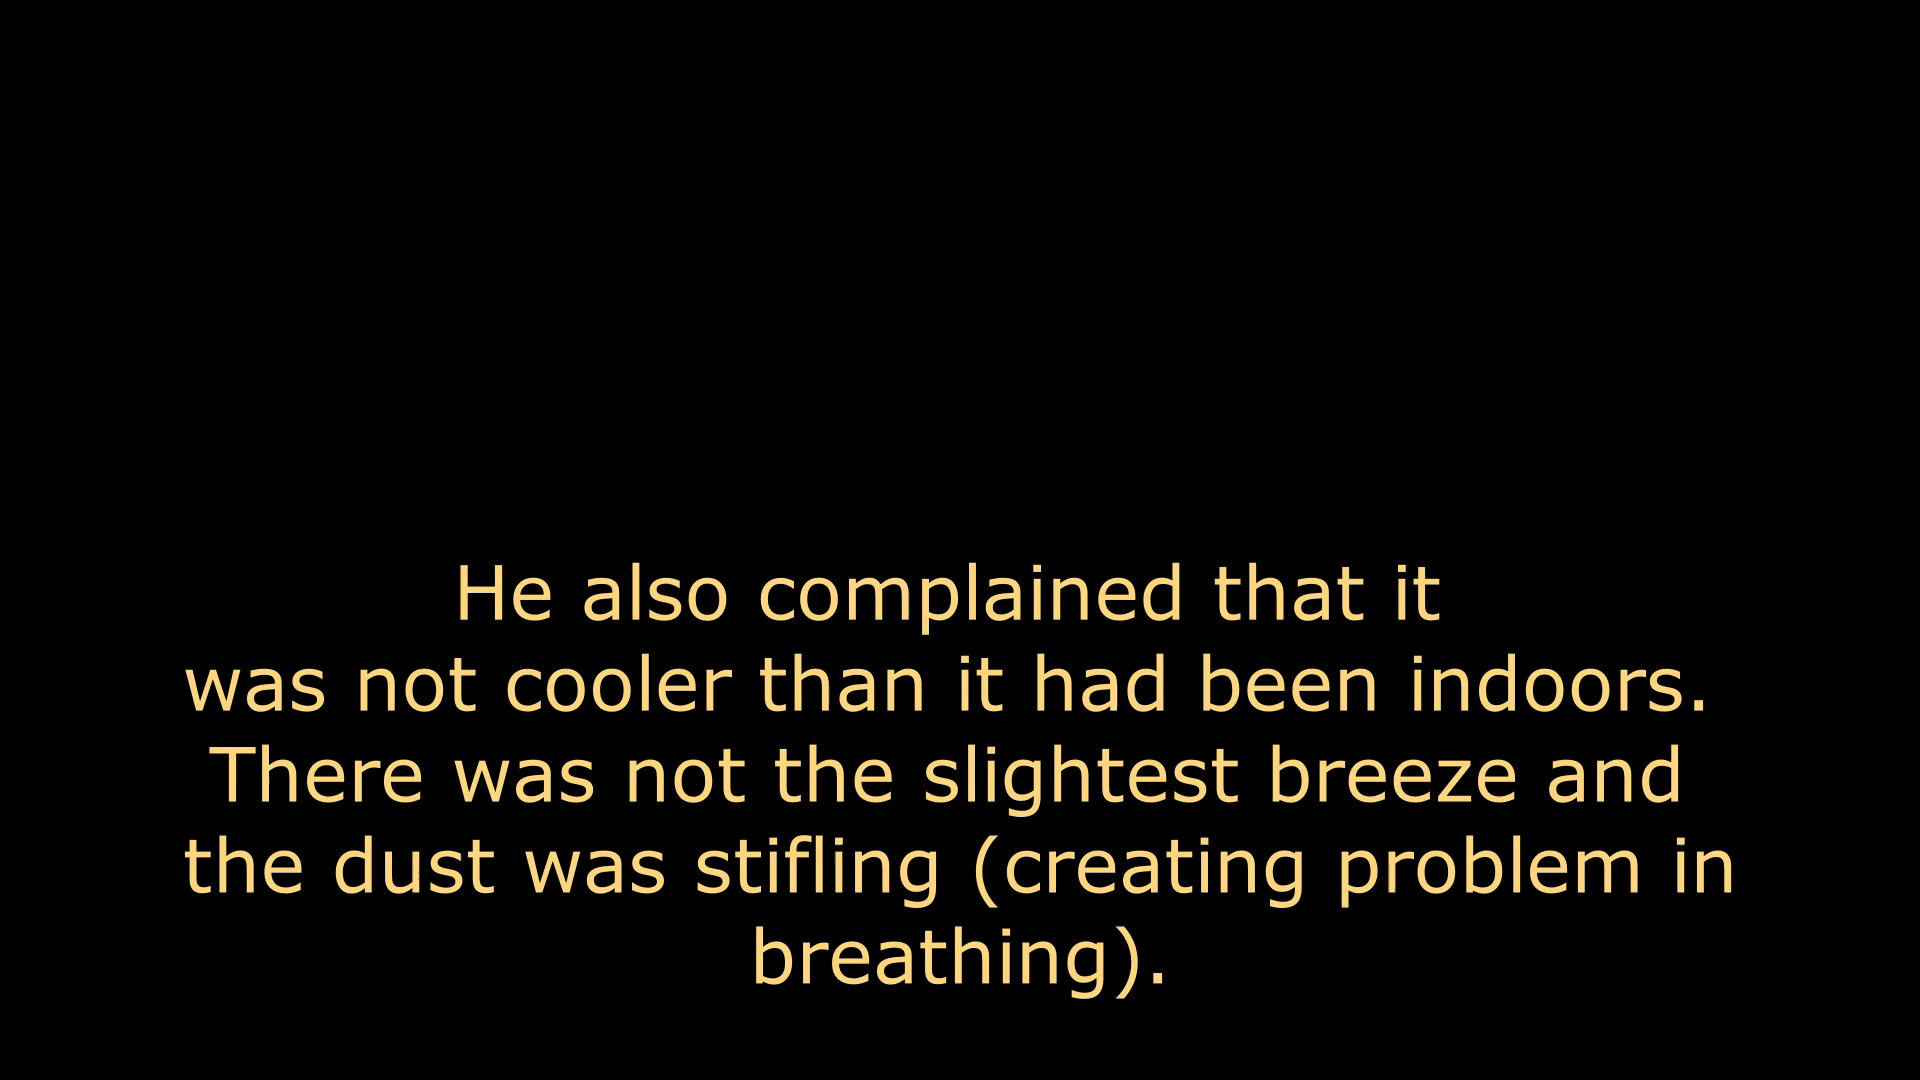 He also complained that it
was not cooler than it had been indoors.
There was not the slightest breeze and
the dust was stifling (creating problem in
breathing).